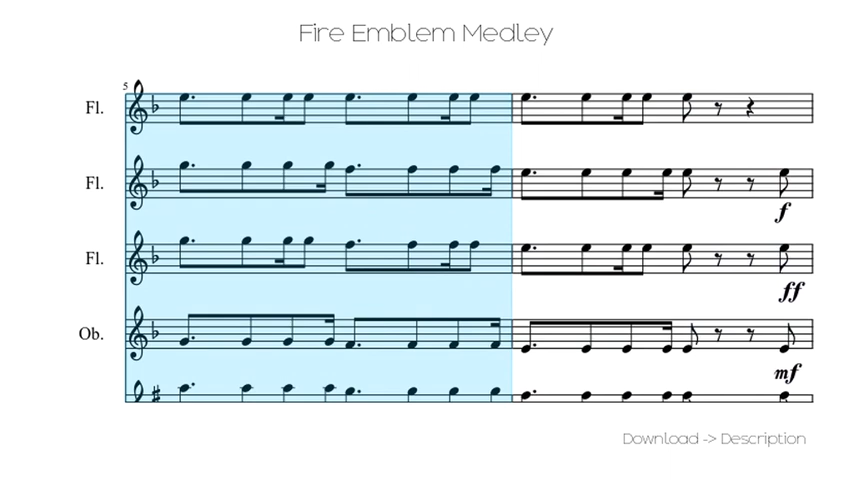 Fire Emblem Medley
5
Fl.
Fl.
f
Fl.
ff
Ob.
mf
Download -> Description